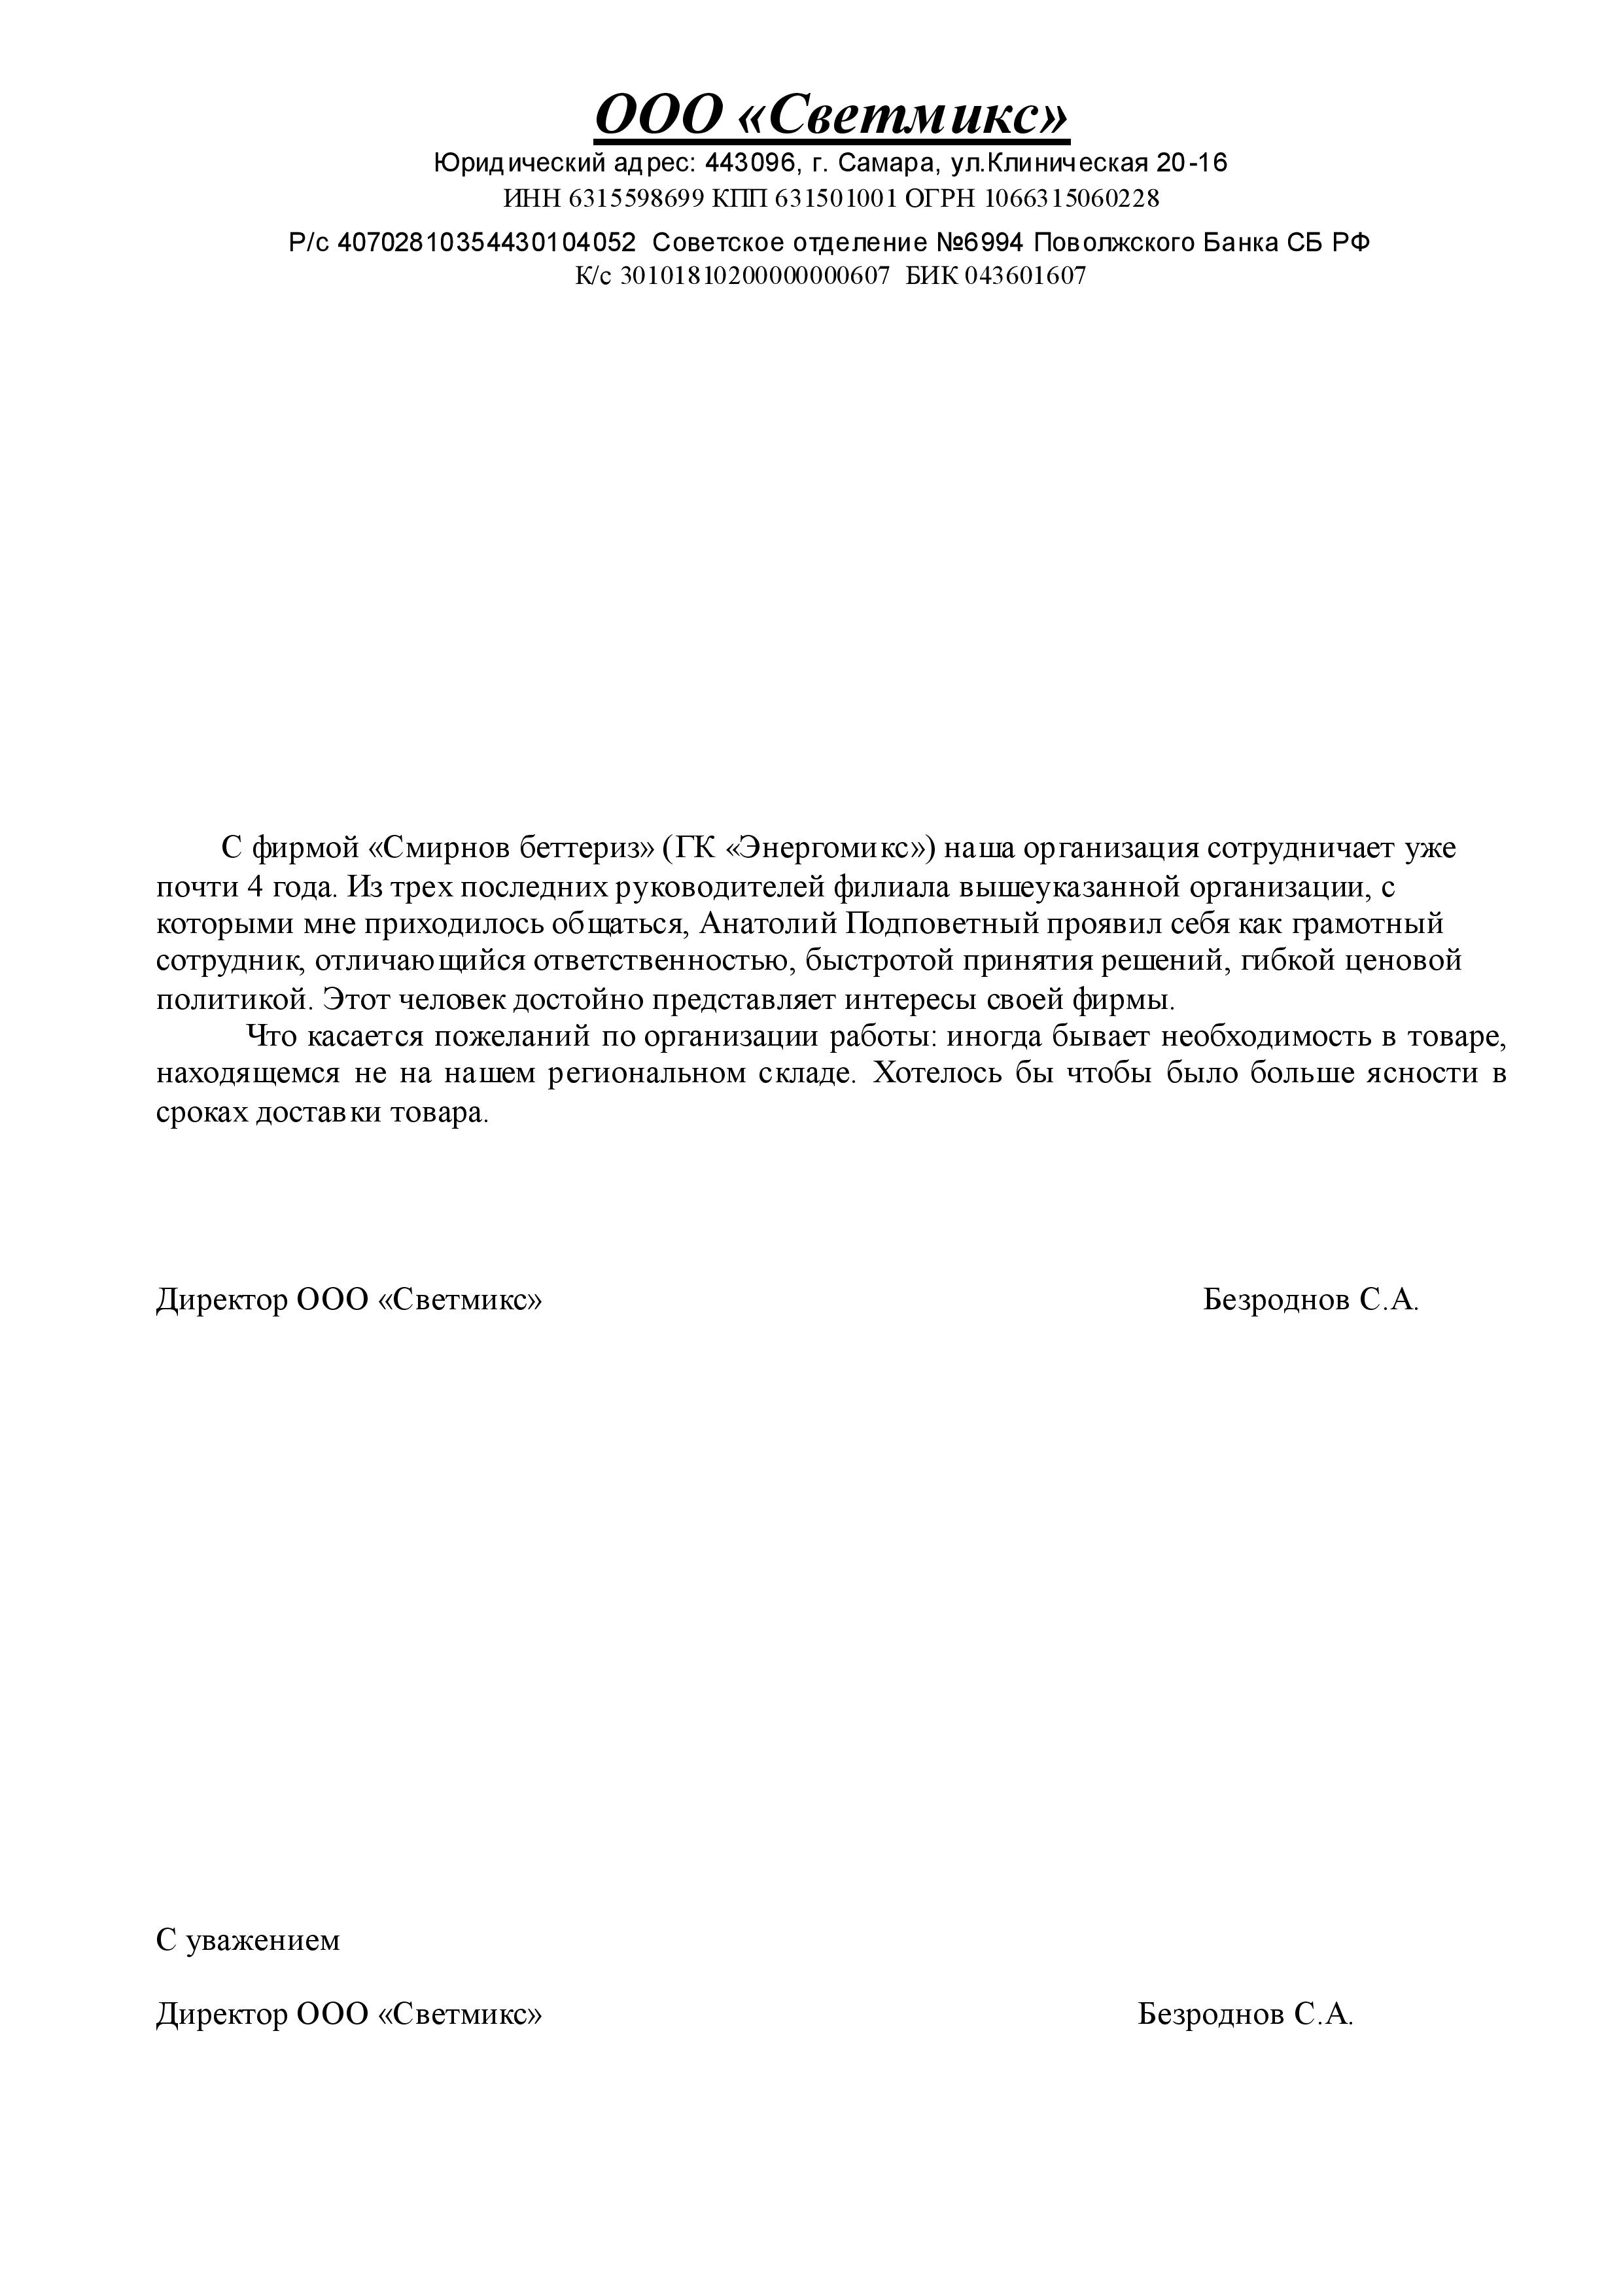 ООО «Светмикс»
Юридический адрес: 443096, г. Самара, ул.Клиническая 20-16
ИНН 6315598699 КПП 631501001 ОГРН 1066315060228
Р/с 40702810354430104052 Советское отделение №6994 Поволжского Банка СБ РФ
К/с 30101810200000000607 БИК 043601607
С фирмой «Смирнов беттериз» (ГК «Энергомикс») наша организация сотрудничает уже
почти 4 года. Из трех последних руководителей филиала вышеуказанной организации, с
которыми мне приходилось общаться, Анатолий Подповетный проявил себя как грамотный
сотрудник, отличающийся ответственностью, быстротой принятия решений, гибкой ценовой
политикой. Этот человек достойно представляет интересы своей фирмы.
Что касается пожеланий по организации работы: иногда бывает необходимость в товаре,
находящемся не на нашем региональном складе. Хотелось бы чтобы было больше ясности в
сроках доставки товара.
Директор ООО «Светмикс» Безроднов С.А.
С уважением
Директор ООО «Светмикс» Безроднов С.А.